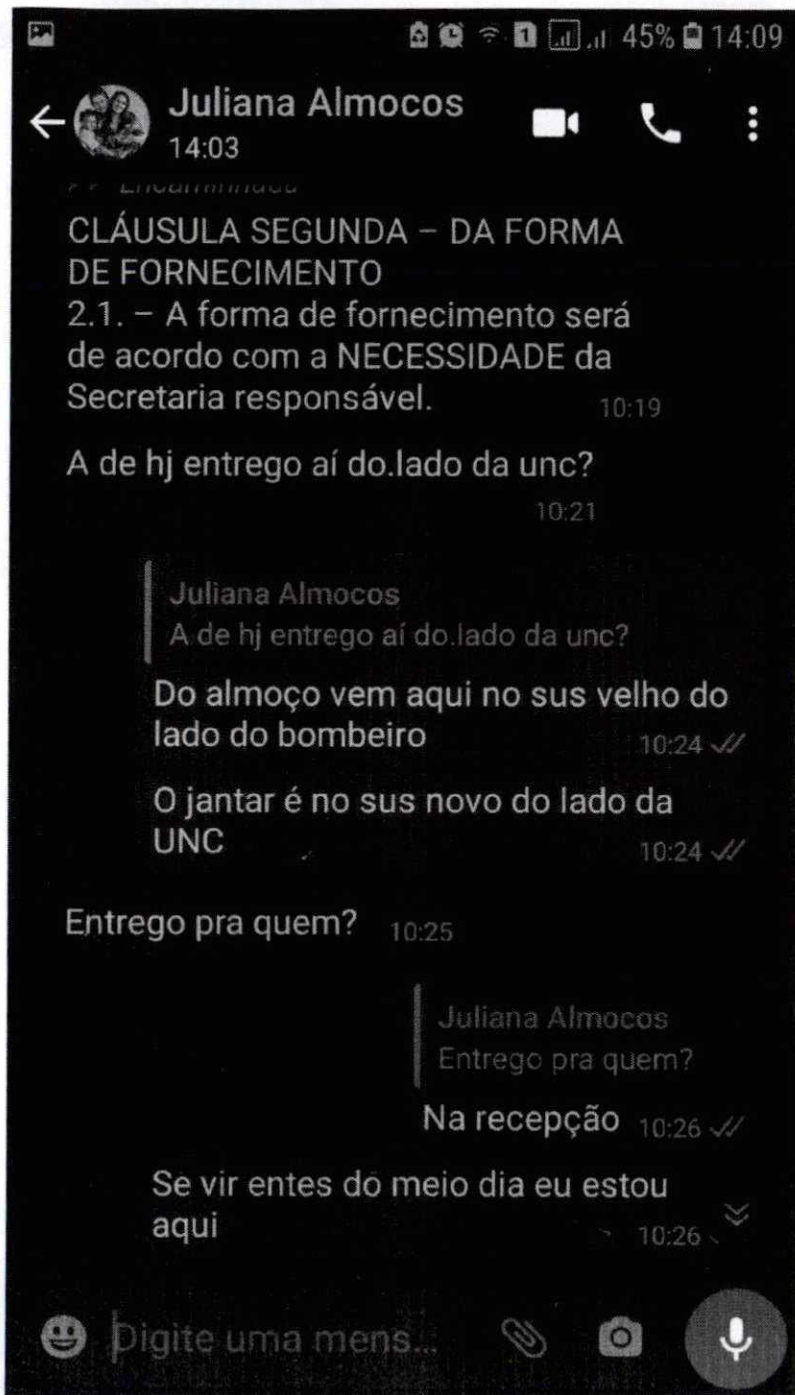 1 45% 14:09
Juliana Almocos
14:03
Encaminhada
CLÁUSULA SEGUNDA – DA FORMA
DE FORNECIMENTO
2.1. – A forma de fornecimento será
de acordo com a NECESSIDADE da
Secretaria responsável. 10:19
A de hj entrego aí do.lado da unc?
10:21
Juliana Almocos
A de hj entrego aí do.lado da unc?
Do almoço vem aqui no sus velho do
lado do bombeiro 10:24
O jantar é no sus novo do lado da
UNC 10:24
Entrego pra quem? 10:25
Juliana Almocos
Entrego pra quem?
Na recepção 10:26
Se vir entes do meio dia eu estou
aqui 10:26
Digite uma mens...